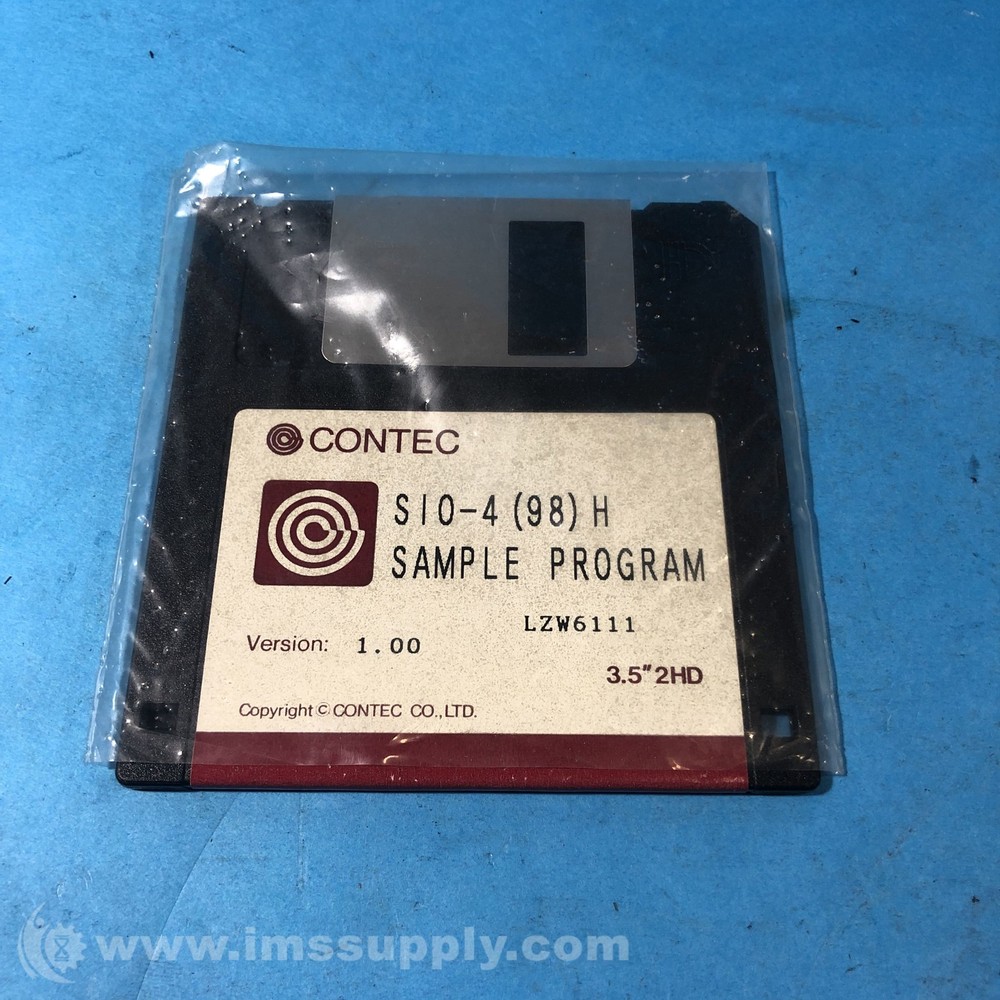 CONTEC
SIO-4(98)H
SAMPLE PROGRAM
LZW6111
Version: 1.00
3.5"2HD
Copyright © CONTEC CO.,LTD.
www.imssupply.com